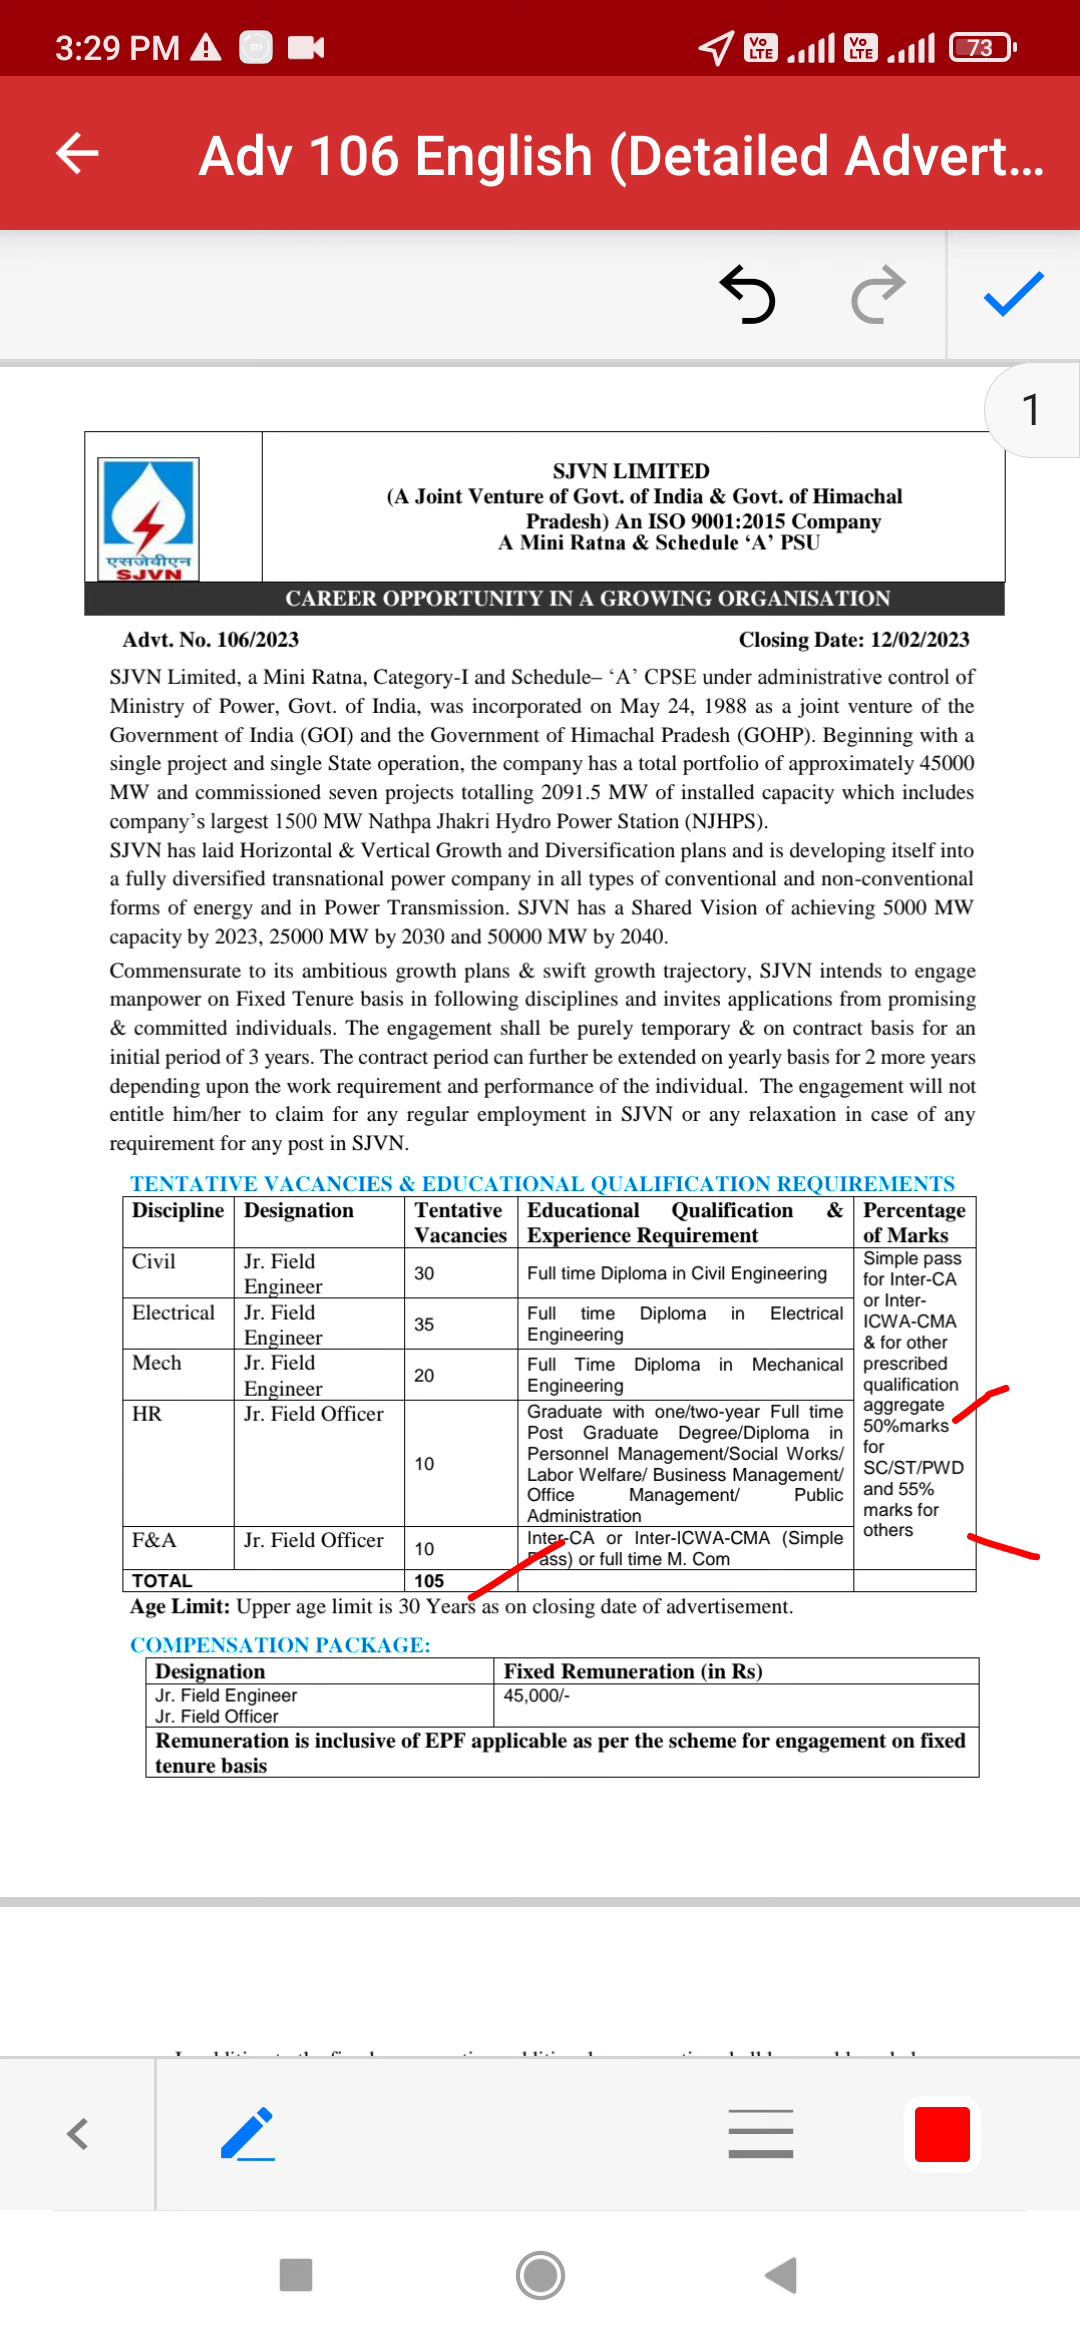 3:29 PM
Vo LTE
Vo LTE
73
Adv 106 English (Detailed Advert...
1
एसजेवीएन
SJVN
SJVN LIMITED
(A Joint Venture of Govt. of India & Govt. of Himachal
Pradesh) An ISO 9001:2015 Company
A Mini Ratna & Schedule ‘A’ PSU
CAREER OPPORTUNITY IN A GROWING ORGANISATION
Advt. No. 106/2023 Closing Date: 12/02/2023
SJVN Limited, a Mini Ratna, Category-I and Schedule– ‘A’ CPSE under administrative control of
Ministry of Power, Govt. of India, was incorporated on May 24, 1988 as a joint venture of the
Government of India (GOI) and the Government of Himachal Pradesh (GOHP). Beginning with a
single project and single State operation, the company has a total portfolio of approximately 45000
MW and commissioned seven projects totalling 2091.5 MW of installed capacity which includes
company’s largest 1500 MW Nathpa Jhakri Hydro Power Station (NJHPS).
SJVN has laid Horizontal & Vertical Growth and Diversification plans and is developing itself into
a fully diversified transnational power company in all types of conventional and non-conventional
forms of energy and in Power Transmission. SJVN has a Shared Vision of achieving 5000 MW
capacity by 2023, 25000 MW by 2030 and 50000 MW by 2040.
Commensurate to its ambitious growth plans & swift growth trajectory, SJVN intends to engage
manpower on Fixed Tenure basis in following disciplines and invites applications from promising
& committed individuals. The engagement shall be purely temporary & on contract basis for an
initial period of 3 years. The contract period can further be extended on yearly basis for 2 more years
depending upon the work requirement and performance of the individual. The engagement will not
entitle him/her to claim for any regular employment in SJVN or any relaxation in case of any
requirement for any post in SJVN.
TENTATIVE VACANCIES & EDUCATIONAL QUALIFICATION REQUIREMENTS
Discipline Designation Tentative Vacancies Educational Qualification & Experience Requirement Percentage of Marks
Civil Jr. Field Engineer 30 Full time Diploma in Civil Engineering
Electrical Jr. Field Engineer 35 Full time Diploma in Electrical Engineering
Mech Jr. Field Engineer 20 Full Time Diploma in Mechanical Engineering
HR Jr. Field Officer 10 Graduate with one/two-year Full time
Post Graduate Degree/Diploma in
Personnel Management/Social Works/
Labor Welfare/ Business Management/
Office Management/ Public
Administration
F&A Jr. Field Officer 10 Inter-CA or Inter-ICWA-CMA (Simple
Pass) or full time M. Com
Simple pass
for Inter-CA
or Inter-
ICWA-CMA
& for other
prescribed
qualification
aggregate
50%marks
for
SC/ST/PWD
and 55%
marks for
others
TOTAL 105
Age Limit: Upper age limit is 30 Years as on closing date of advertisement.
COMPENSATION PACKAGE:
Designation Fixed Remuneration (in Rs)
Jr. Field Engineer 45,000/-
Jr. Field Officer
Remuneration is inclusive of EPF applicable as per the scheme for engagement on fixed
tenure basis